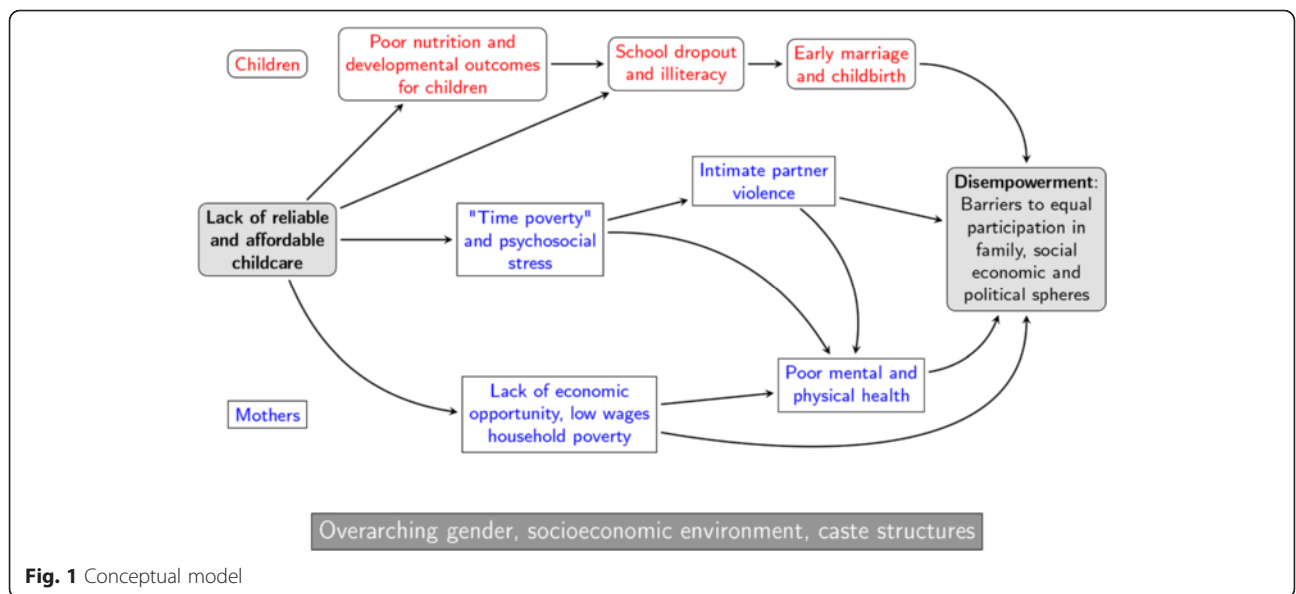 Children
Poor nutrition and
developmental outcomes
for children
School dropout
and illiteracy
Early marriage
and childbirth
Intimate partner
violence
Disempowerment:
Barriers to equal
participation in
family, social
economic and
political spheres
Lack of reliable
and affordable
childcare
"Time poverty"
and psychosocial
stress
Poor mental and
physical health
Lack of economic
opportunity, low wages
household poverty
Mothers
Overarching gender, socioeconomic environment, caste structures
Fig. 1 Conceptual model